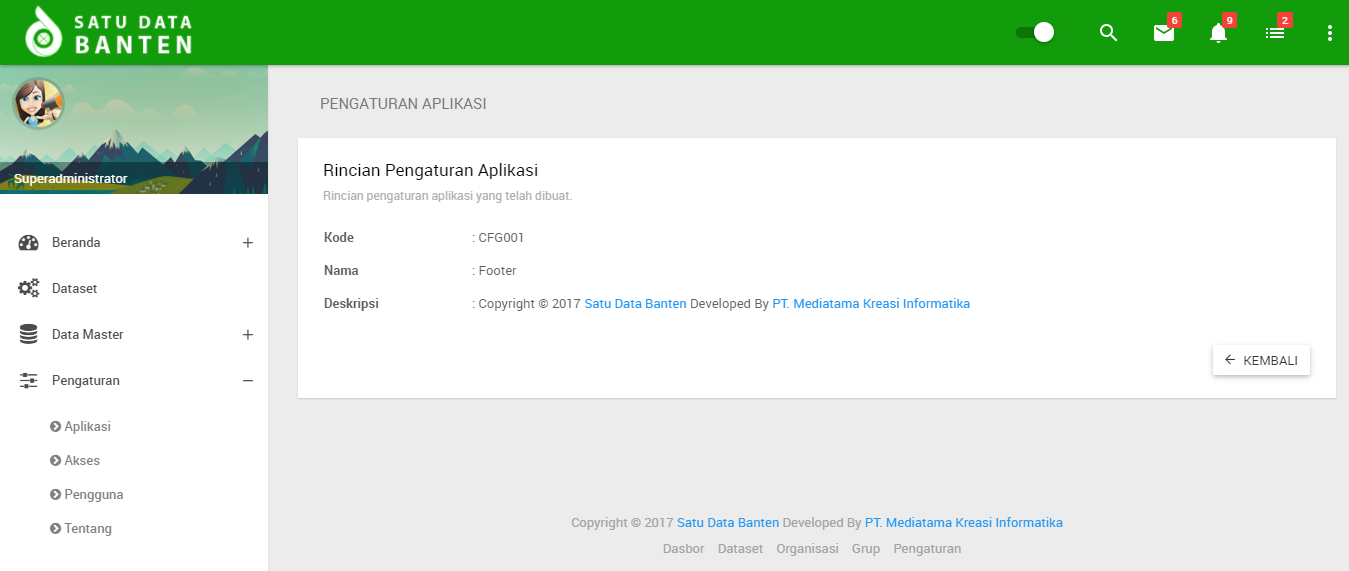 SATU DATA
BANTEN
6
9
2
Superadministrator
Beranda
Dataset
Data Master
Pengaturan
Aplikasi
Akses
Pengguna
Tentang
PENGATURAN APLIKASI
Rincian Pengaturan Aplikasi
Rincian pengaturan aplikasi yang telah dibuat.
Kode : CFG001
Nama : Footer
Deskripsi : Copyright © 2017 Satu Data Banten Developed By PT. Mediatama Kreasi Informatika
KEMBALI
Copyright © 2017 Satu Data Banten Developed By PT. Mediatama Kreasi Informatika
Dasbor Dataset Organisasi Grup Pengaturan